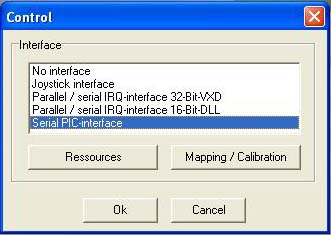 Control
Interface
No interface
Joystick interface
Parallel / serial IRQ-interface 32-Bit-VXD
Parallel / serial IRQ-interface 16-Bit-DLL
Serial PIC-interface
Ressources
Mapping / Calibration
Ok
Cancel